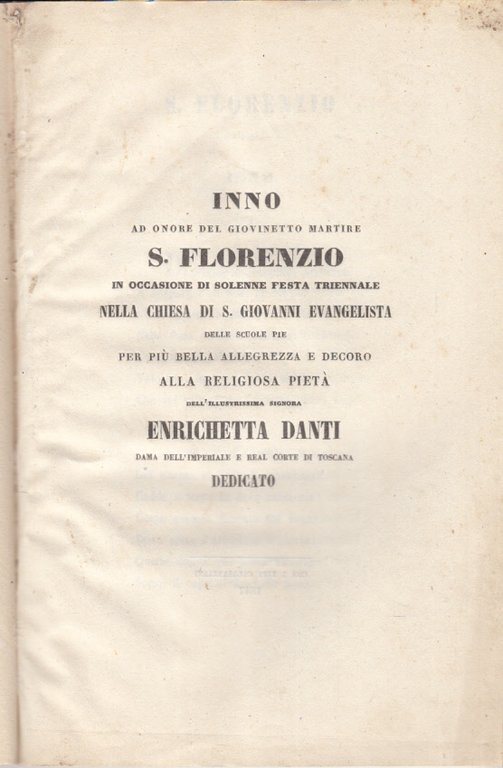 INNO
AD ONORE DEL GIOVINETTO MARTIRE
S. FLORENZIO
IN OCCASIONE DI SOLENNE FESTA TRIENNALE
NELLA CHIESA DI S. GIOVANNI EVANGELISTA
DELLE SCUOLE PIE
PER PIÙ BELLA ALLEGREZZA E DECORO
ALLA RELIGIOSA PIETÀ
DELL'ILLUSTRISSIMA SIGNORA
ENRICHETTA DANTI
DAMA DELL'IMPERIALE E REAL CORTE DI TOSCANA
DEDICATO